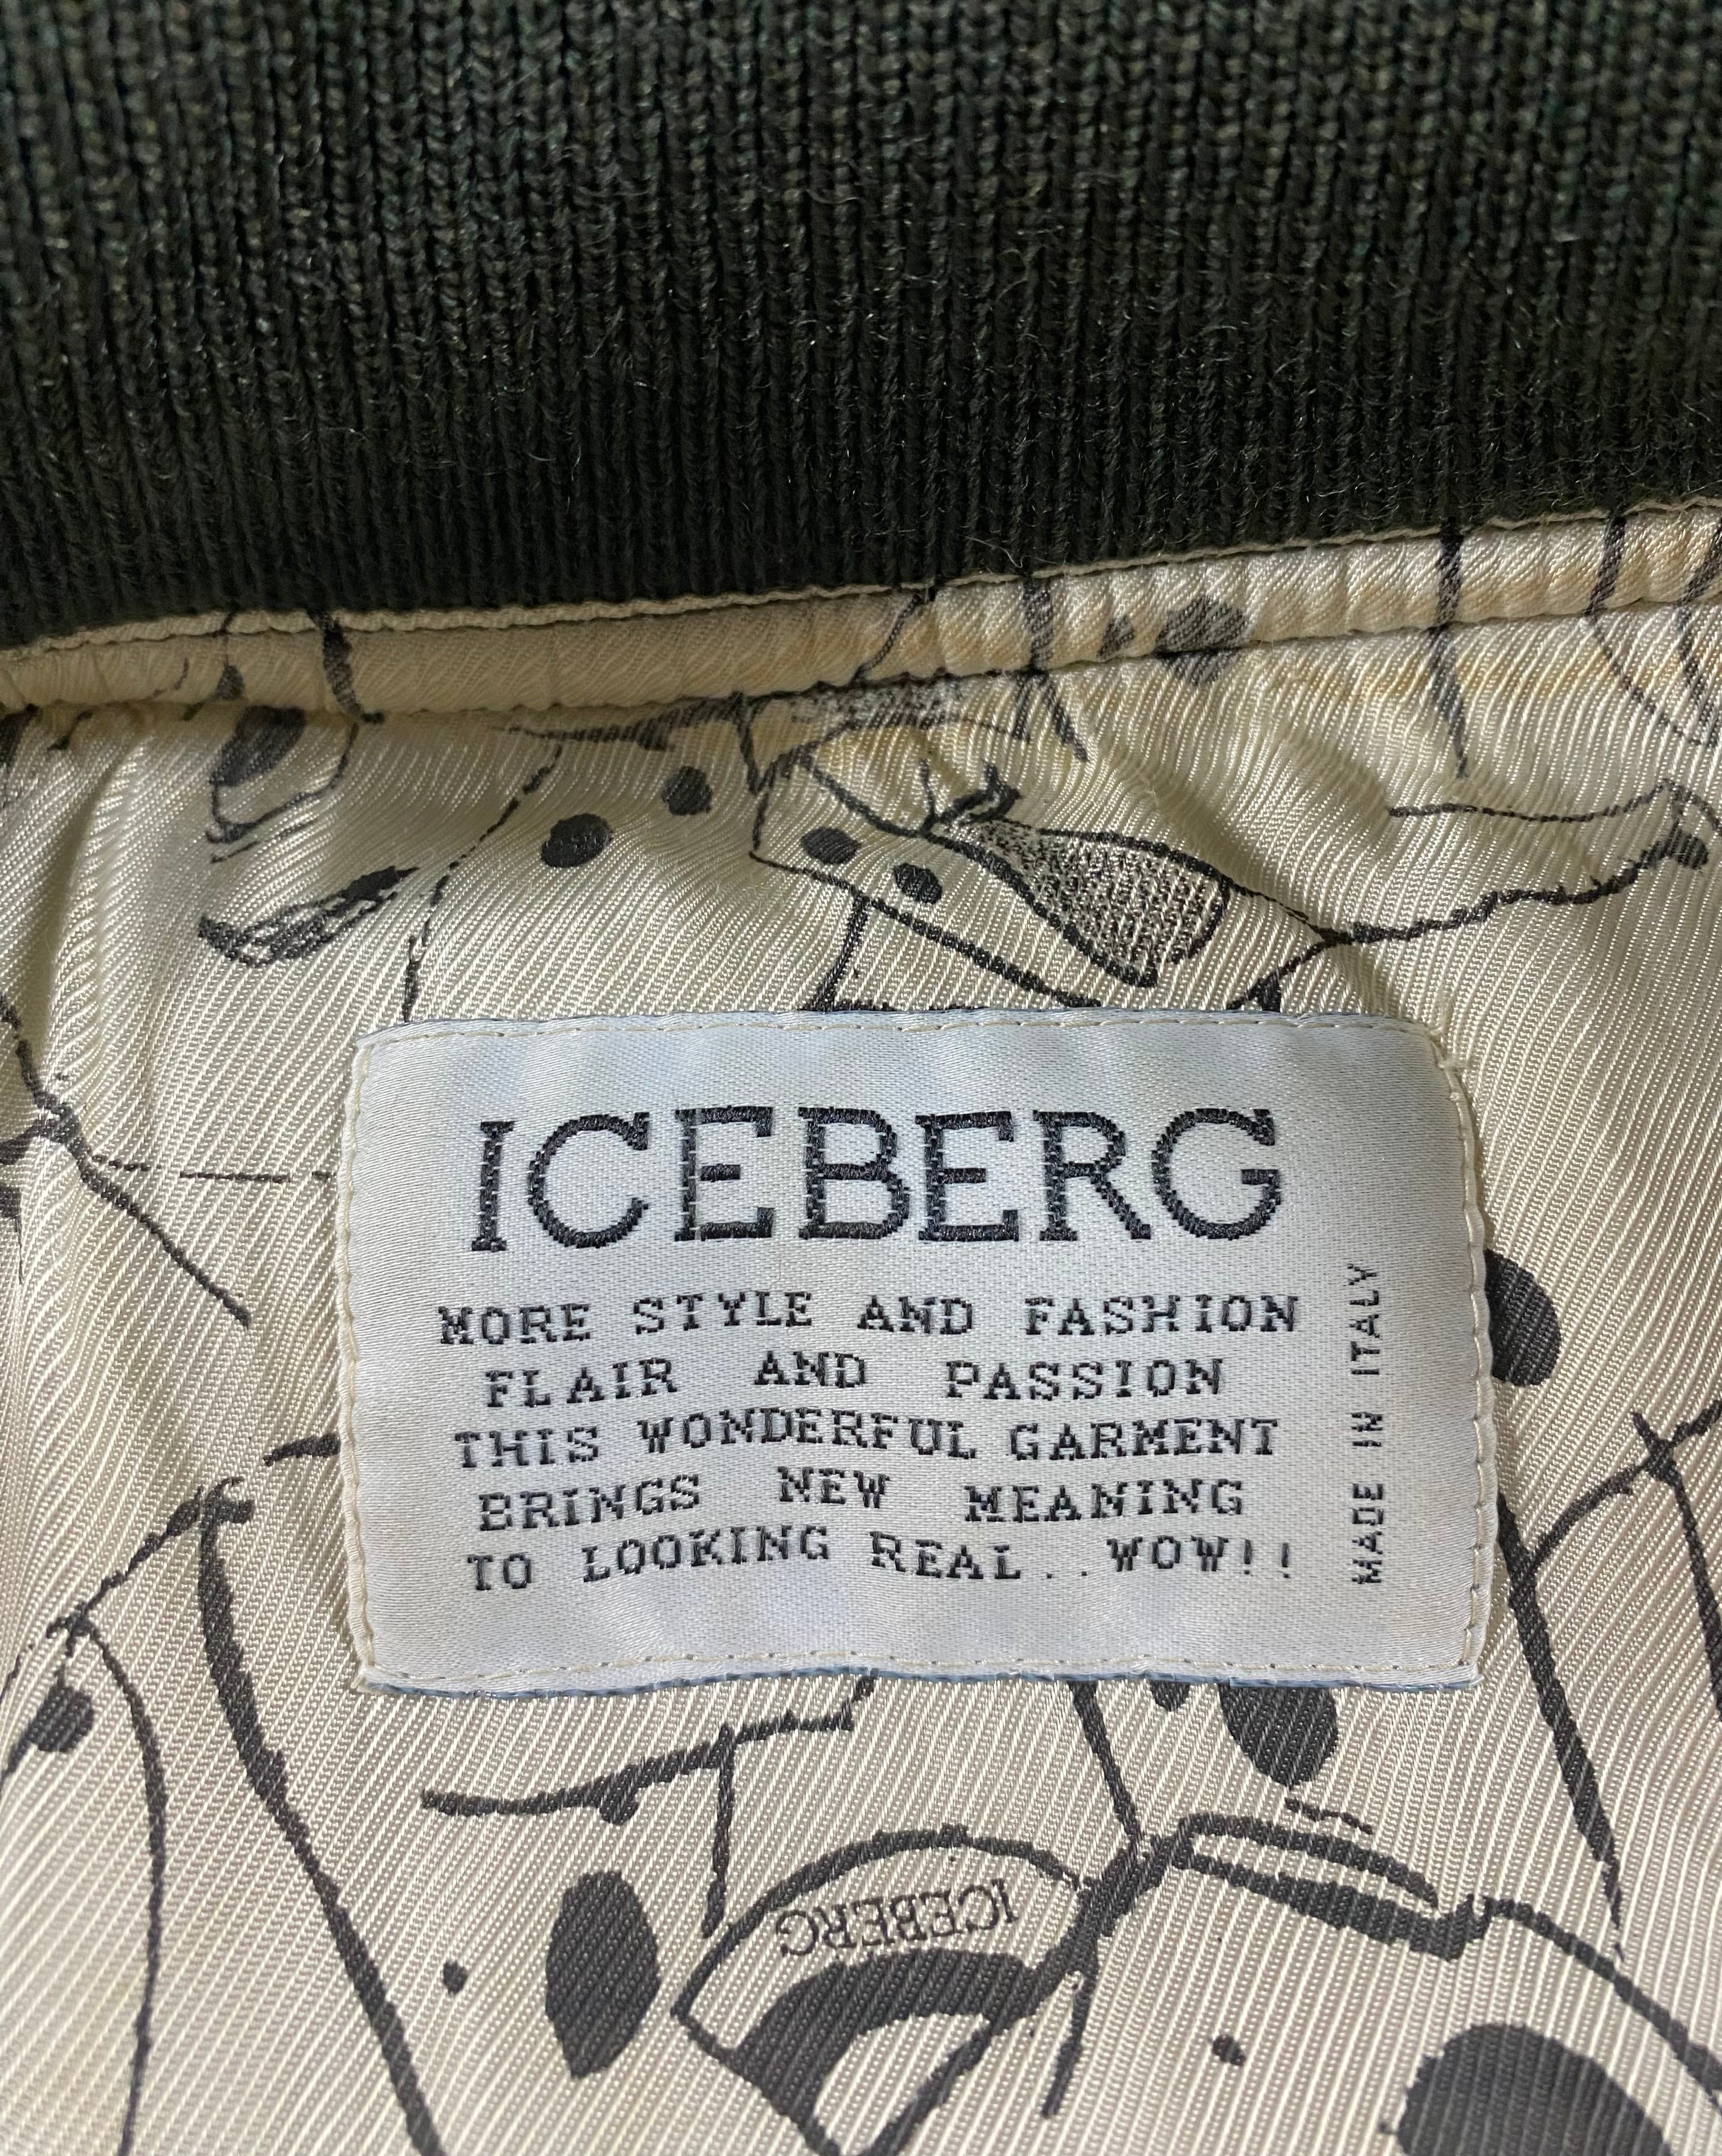 ICEBERG
MORE STYLE AND FASHION
FLAIR AND PASSION
THIS WONDERFUL GARMENT
BRINGS NEW MEANING
TO LOOKING REAL..WOW!!
MADE IN ITALY
ICEBERG